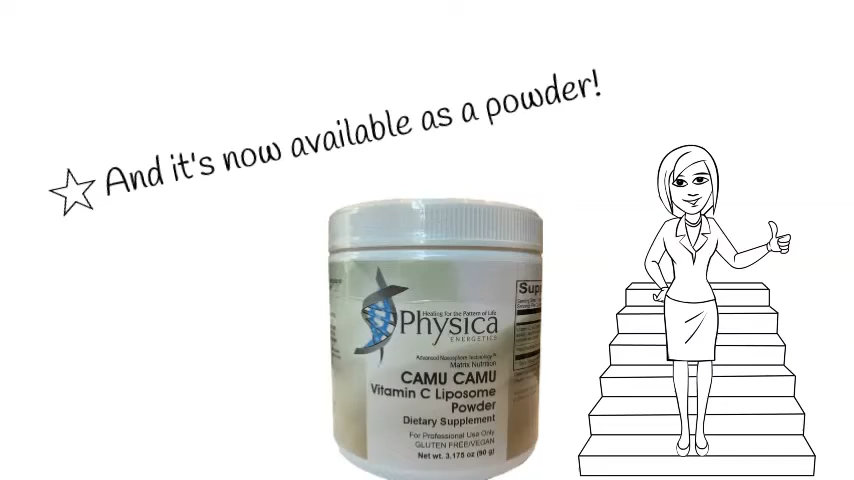 And it's now available as a powder!
Healing for the Pattern of Life
Physica
ENERGETICS
Advanced Nanosphere Technology™
Matrix Nutrition
CAMU CAMU
Vitamin C Liposome
Powder
Dietary Supplement
For Professional Use Only
GLUTEN FREE/VEGAN
Net wt. 3.175 oz (90 g)
Sup